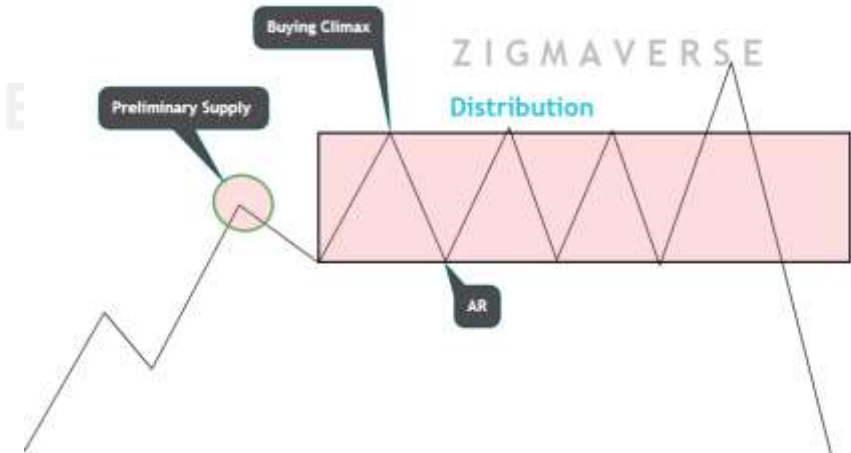 Buying Climax
ZIGMAVERSE
Preliminary Supply
Distribution
AR